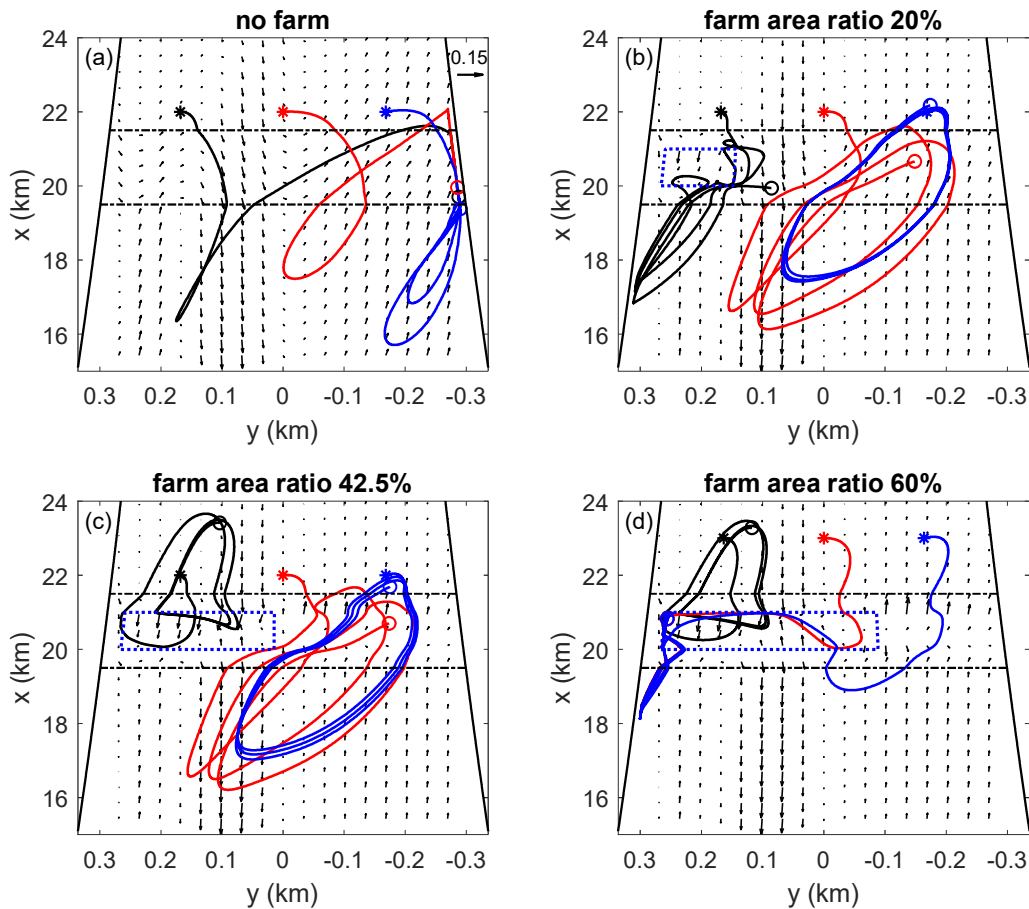 no farm
farm area ratio 20%
(a)
0.15
(b)
24
22
20
18
16
x (km)
0.3 0.2 0.1 0 -0.1 -0.2 -0.3
y (km)
24
22
20
18
16
x (km)
0.3 0.2 0.1 0 -0.1 -0.2 -0.3
y (km)
farm area ratio 42.5%
farm area ratio 60%
(c)
(d)
24
22
20
18
16
x (km)
0.3 0.2 0.1 0 -0.1 -0.2 -0.3
y (km)
24
22
20
18
16
x (km)
0.3 0.2 0.1 0 -0.1 -0.2 -0.3
y (km)